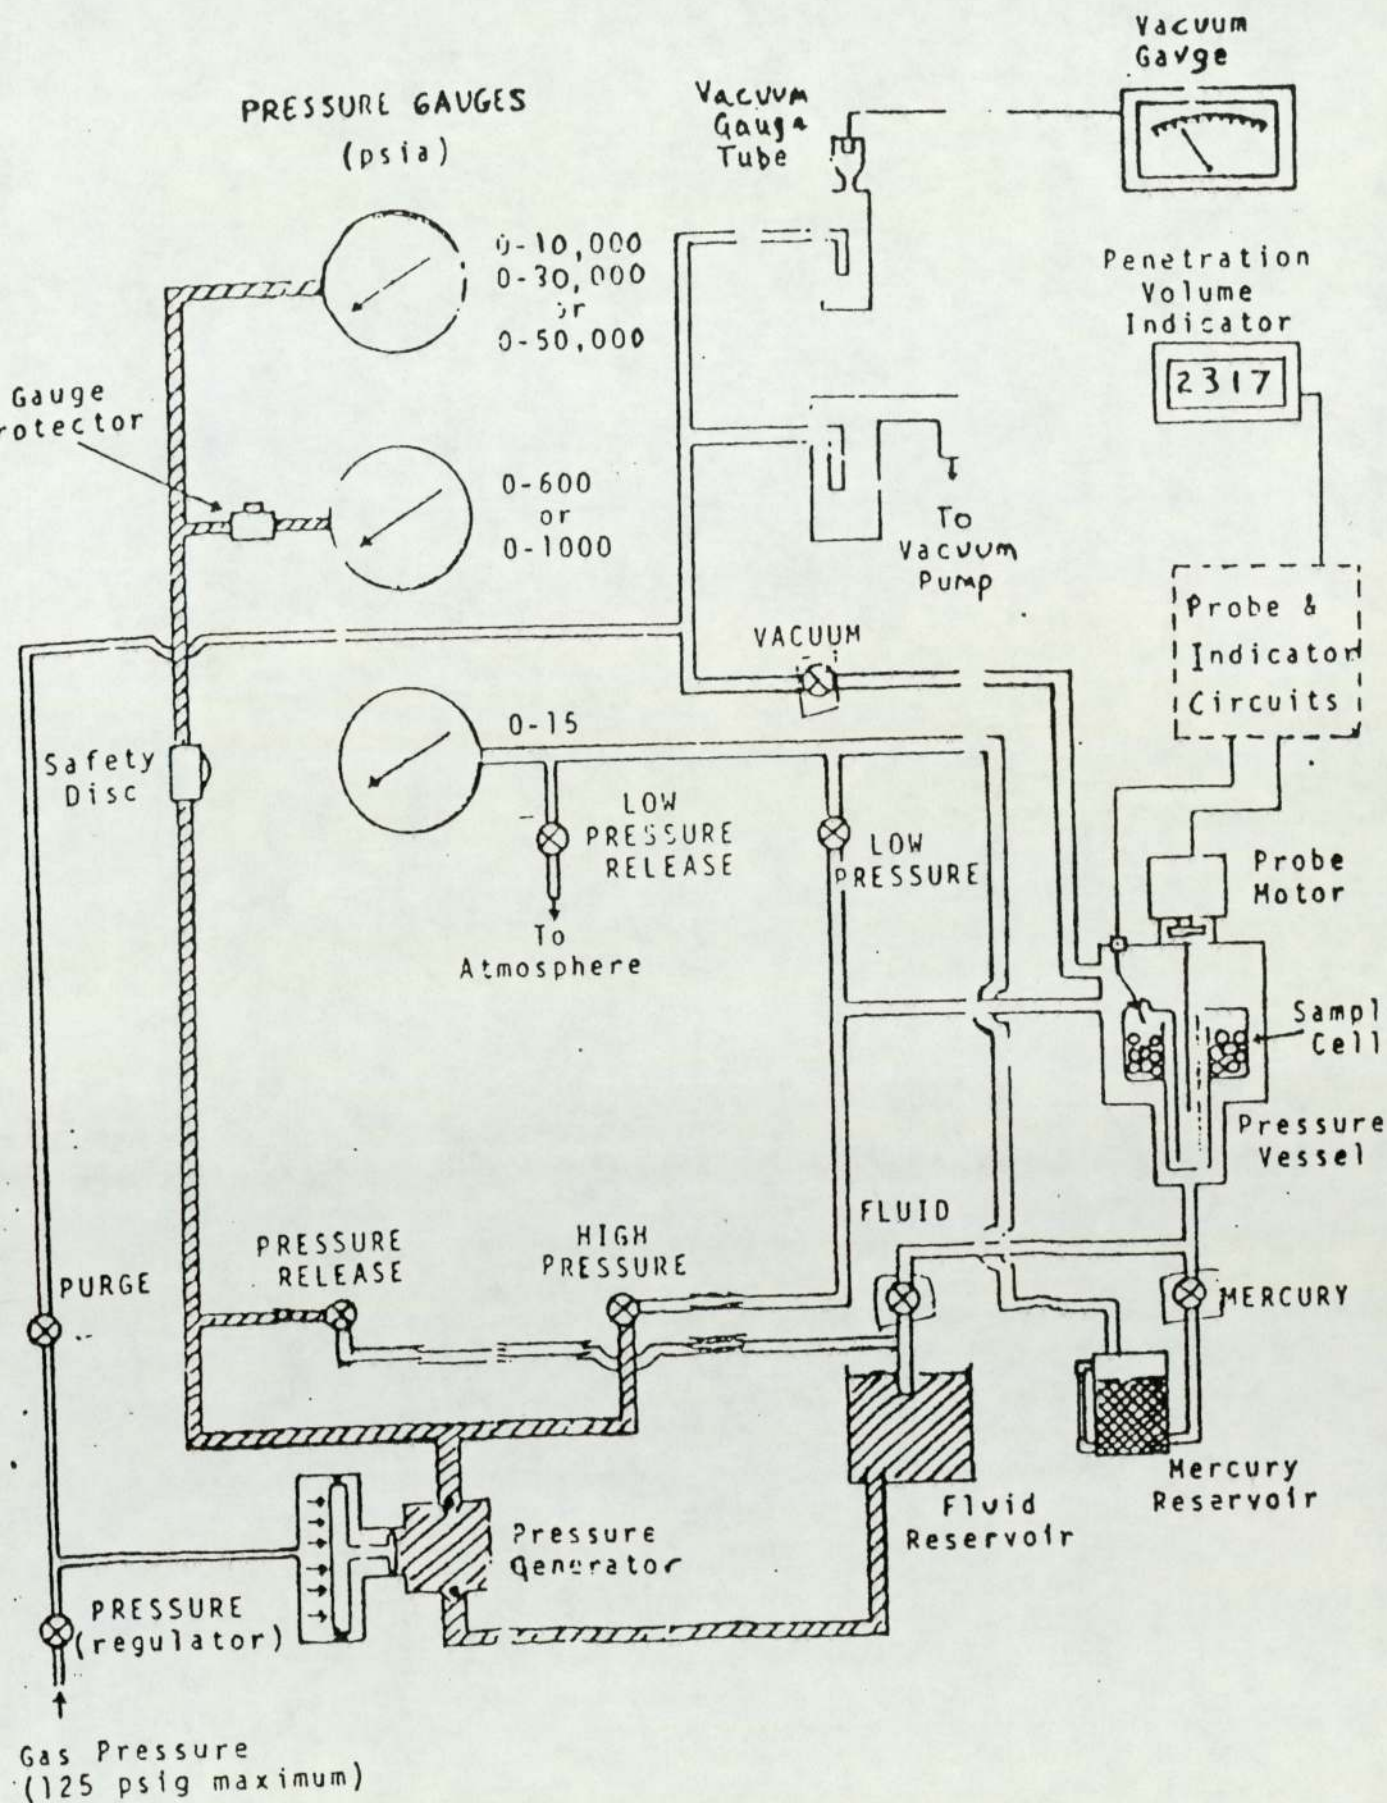 Vacuum
Gauge
PRESSURE GAUGES
(psia)
Vacuum
Gauge
Tube
0-10,000
0-30,000
or
0-50,000
Penetration
Volume
Indicator
2317
Gauge
rotector
0-600
or
0-1000
To
Vacuum
Pump
Probe &
Indicator
Circuits
VACUUM
0-15
Safety
Disc
LOW
PRESSURE
RELEASE
LOW
PRESSURE
Probe
Motor
To
Atmosphere
Sampl
Cell
Pressure
Vessel
FLUID
PRESSURE
RELEASE
HIGH
PRESSURE
PURGE
MERCURY
Mercury
Reservoir
Fluid
Reservoir
Pressure
Generator
PRESSURE
(regulator)
Gas Pressure
(125 psig maximum)